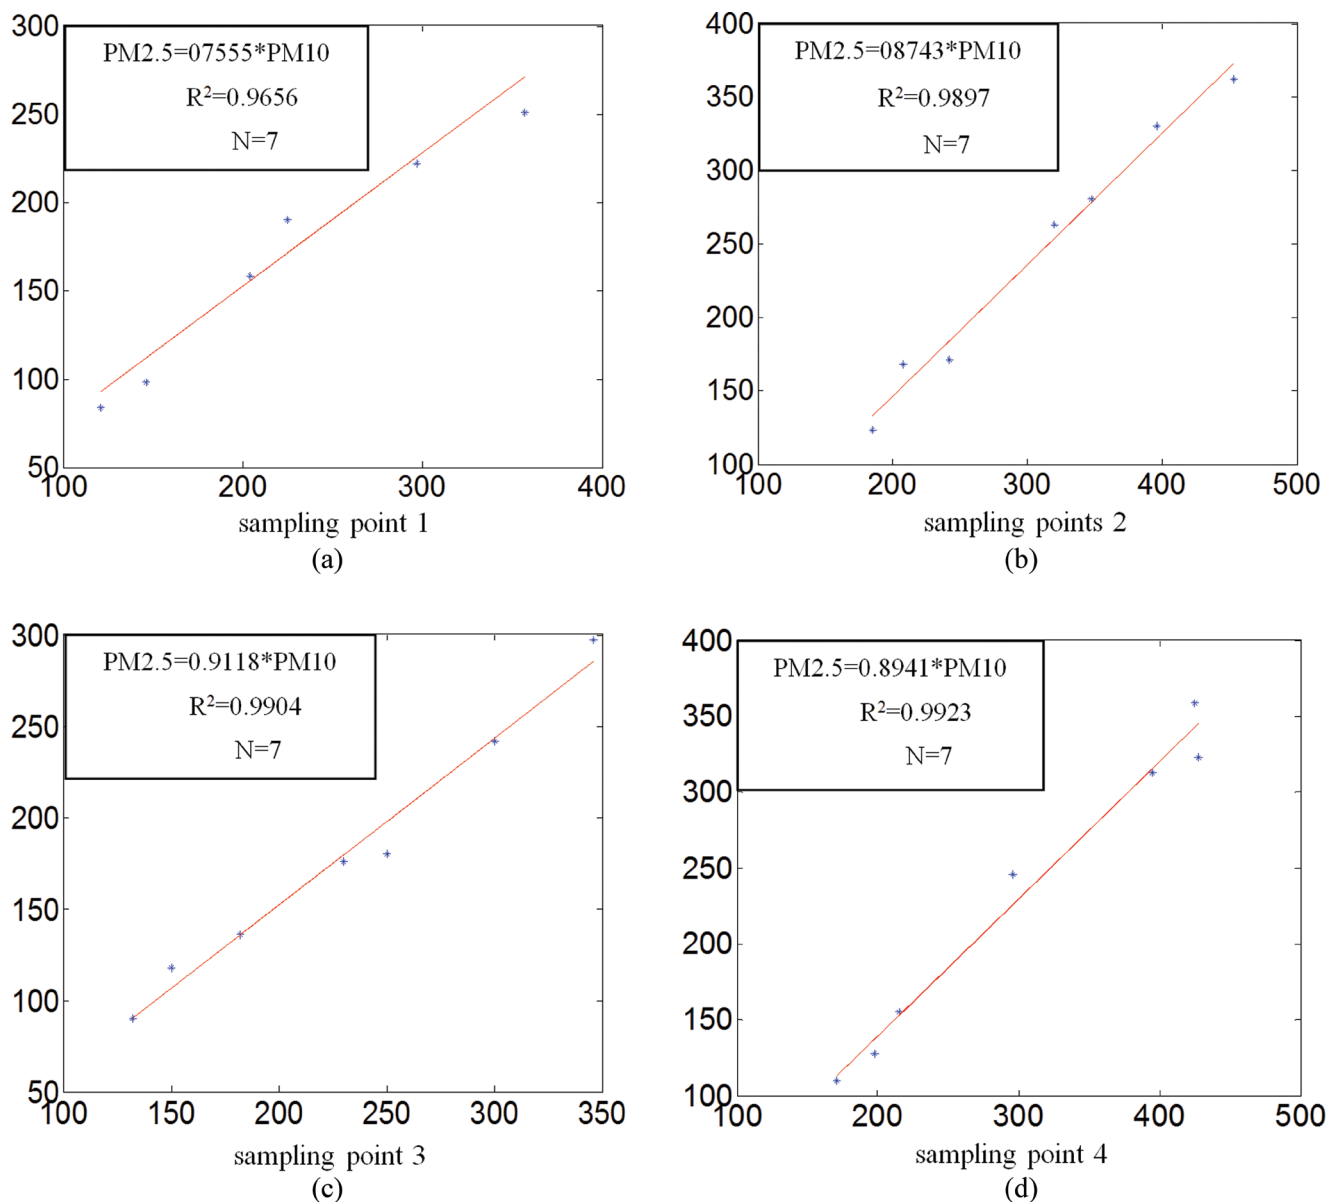 300
250
200
150
100
50
100
200
300
400
PM2.5=07555*PM10
R²=0.9656
N=7
sampling point 1
(a)
400
350
300
250
200
150
100
100
200
300
400
500
PM2.5=08743*PM10
R²=0.9897
N=7
sampling points 2
(b)
300
250
200
150
100
50
100
150
200
250
300
350
PM2.5=0.9118*PM10
R²=0.9904
N=7
sampling point 3
(c)
400
350
300
250
200
150
100
100
200
300
400
500
PM2.5=0.8941*PM10
R²=0.9923
N=7
sampling point 4
(d)